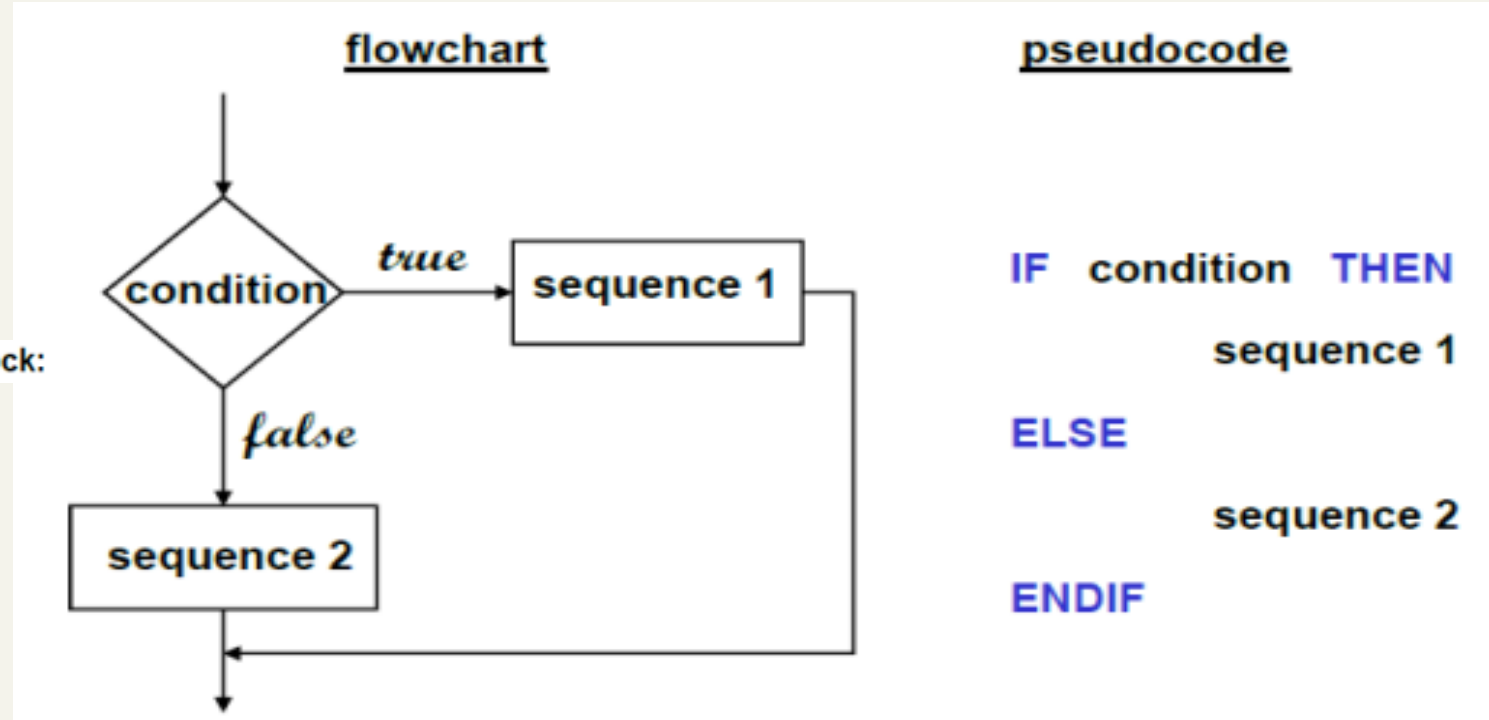 flowchart
pseudocode
condition
true
sequence 1
ck:
false
sequence 2
IF condition THEN
sequence 1
ELSE
sequence 2
ENDIF